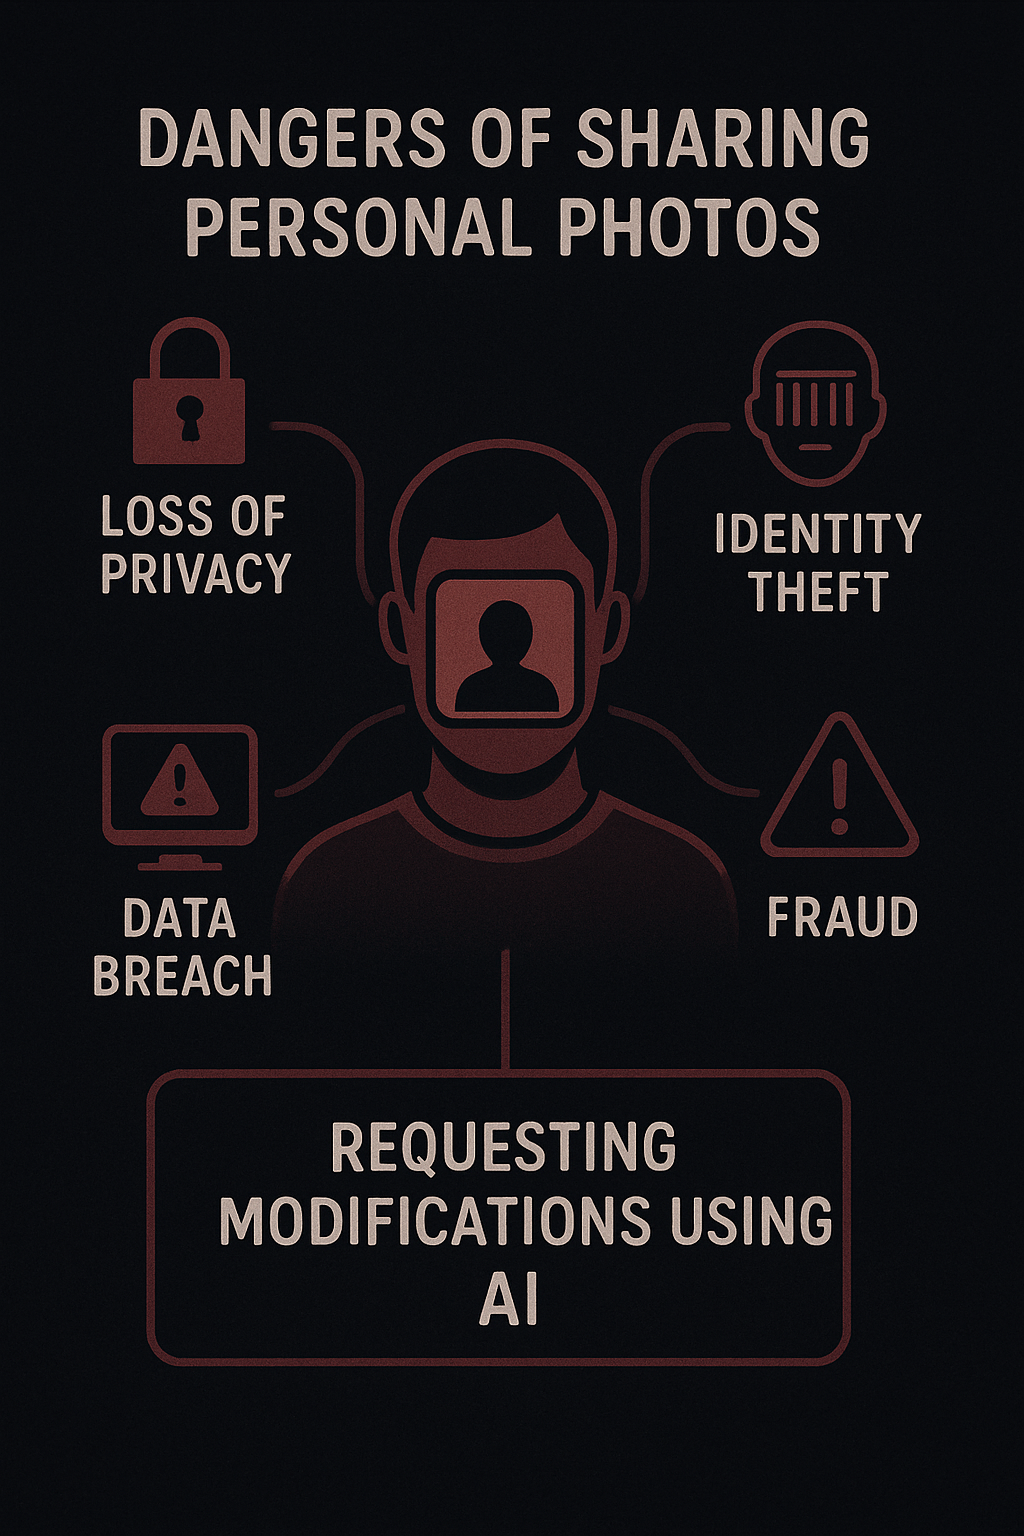 DANGERS OF SHARING
PERSONAL PHOTOS
LOSS OF
PRIVACY
IDENTITY
THEFT
DATA
BREACH
FRAUD
REQUESTING
MODIFICATIONS USING
AI